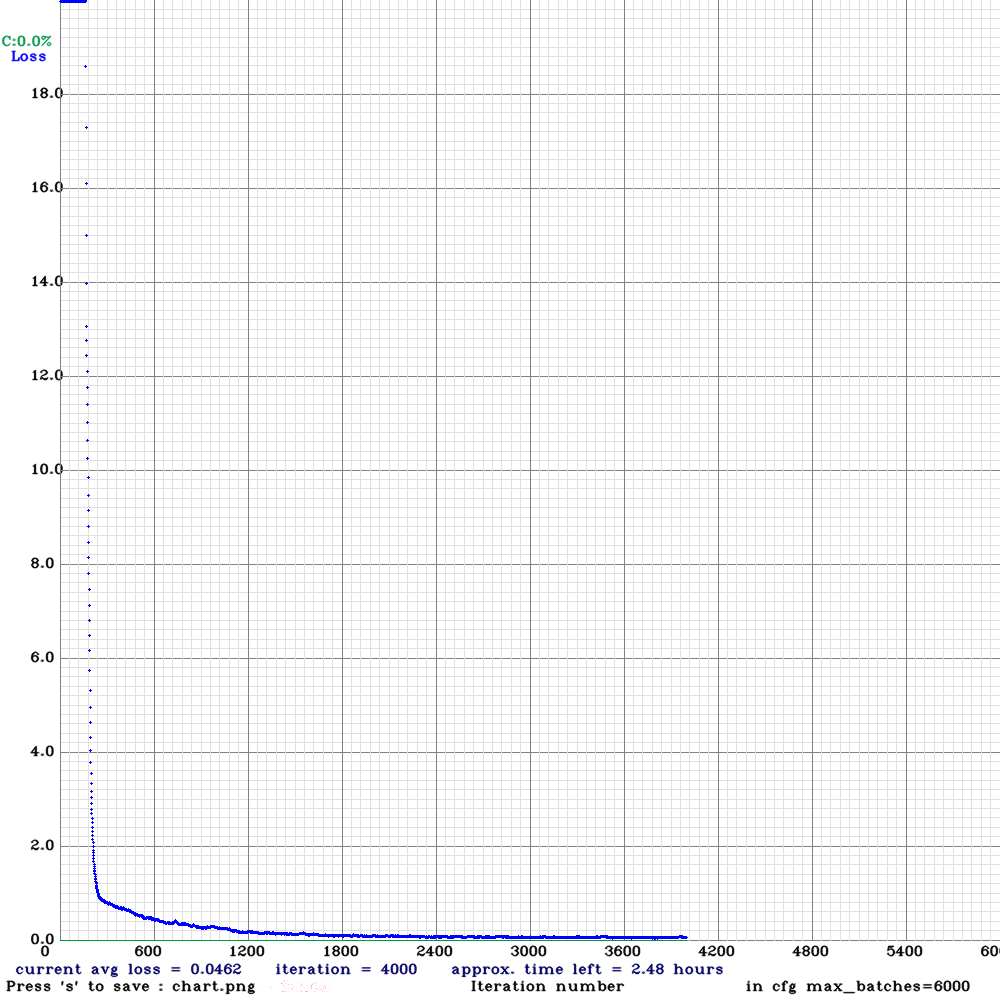 C:0.0%
Loss
18.0
16.0
14.0
12.0
10.0
8.0
6.0
4.0
2.0
0.0
0 600 1200 1800 2400 3000 3600 4200 4800 5400 60
current avg loss = 0.0462 iteration = 4000 approx. time left = 2.48 hours
Press 's' to save : chart.png Iteration number in cfg max_batches=6000